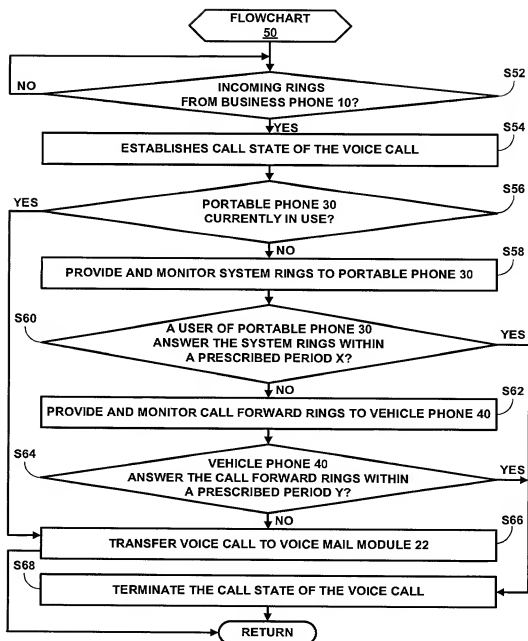 FLOWCHART
50
NO
INCOMING RINGS
FROM BUSINESS PHONE 10?
S52
YES
S54
ESTABLISHES CALL STATE OF THE VOICE CALL
YES
PORTABLE PHONE 30
CURRENTLY IN USE?
S56
NO
S58
PROVIDE AND MONITOR SYSTEM RINGS TO PORTABLE PHONE 30
S60
A USER OF PORTABLE PHONE 30
ANSWER THE SYSTEM RINGS WITHIN
A PRESCRIBED PERIOD X?
YES
NO
S62
PROVIDE AND MONITOR CALL FORWARD RINGS TO VEHICLE PHONE 40
S64
VEHICLE PHONE 40
ANSWER THE CALL FORWARD RINGS WITHIN
A PRESCRIBED PERIOD Y?
YES
NO
S66
TRANSFER VOICE CALL TO VOICE MAIL MODULE 22
S68
TERMINATE THE CALL STATE OF THE VOICE CALL
RETURN